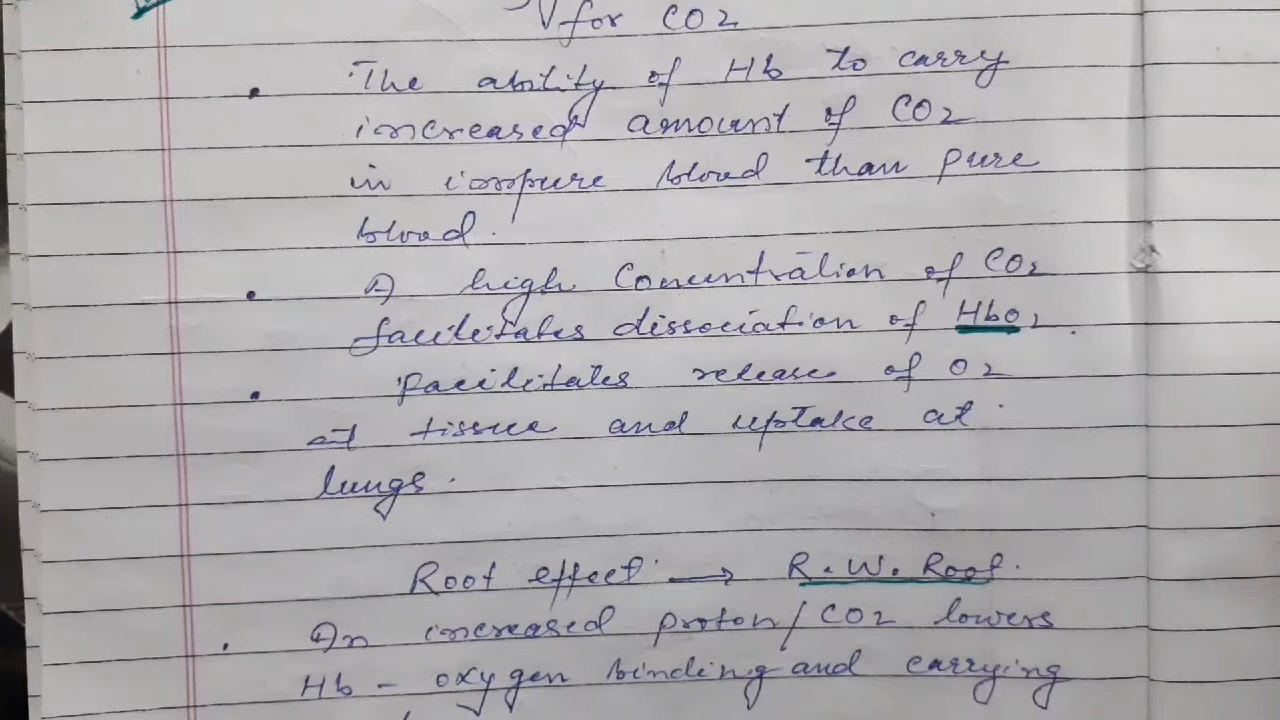 for CO2
The ability of Hb to carry
increased amount of CO2
in impure blood than pure
blood.
A high Concentration of CO2
facilitates dissociation of HbO2.
Facilitates release of O2
at tissue and uptake at
lungs.
Root effect → R.W. Root.
An increased proton/CO2 lowers
Hb - oxygen binding and carrying